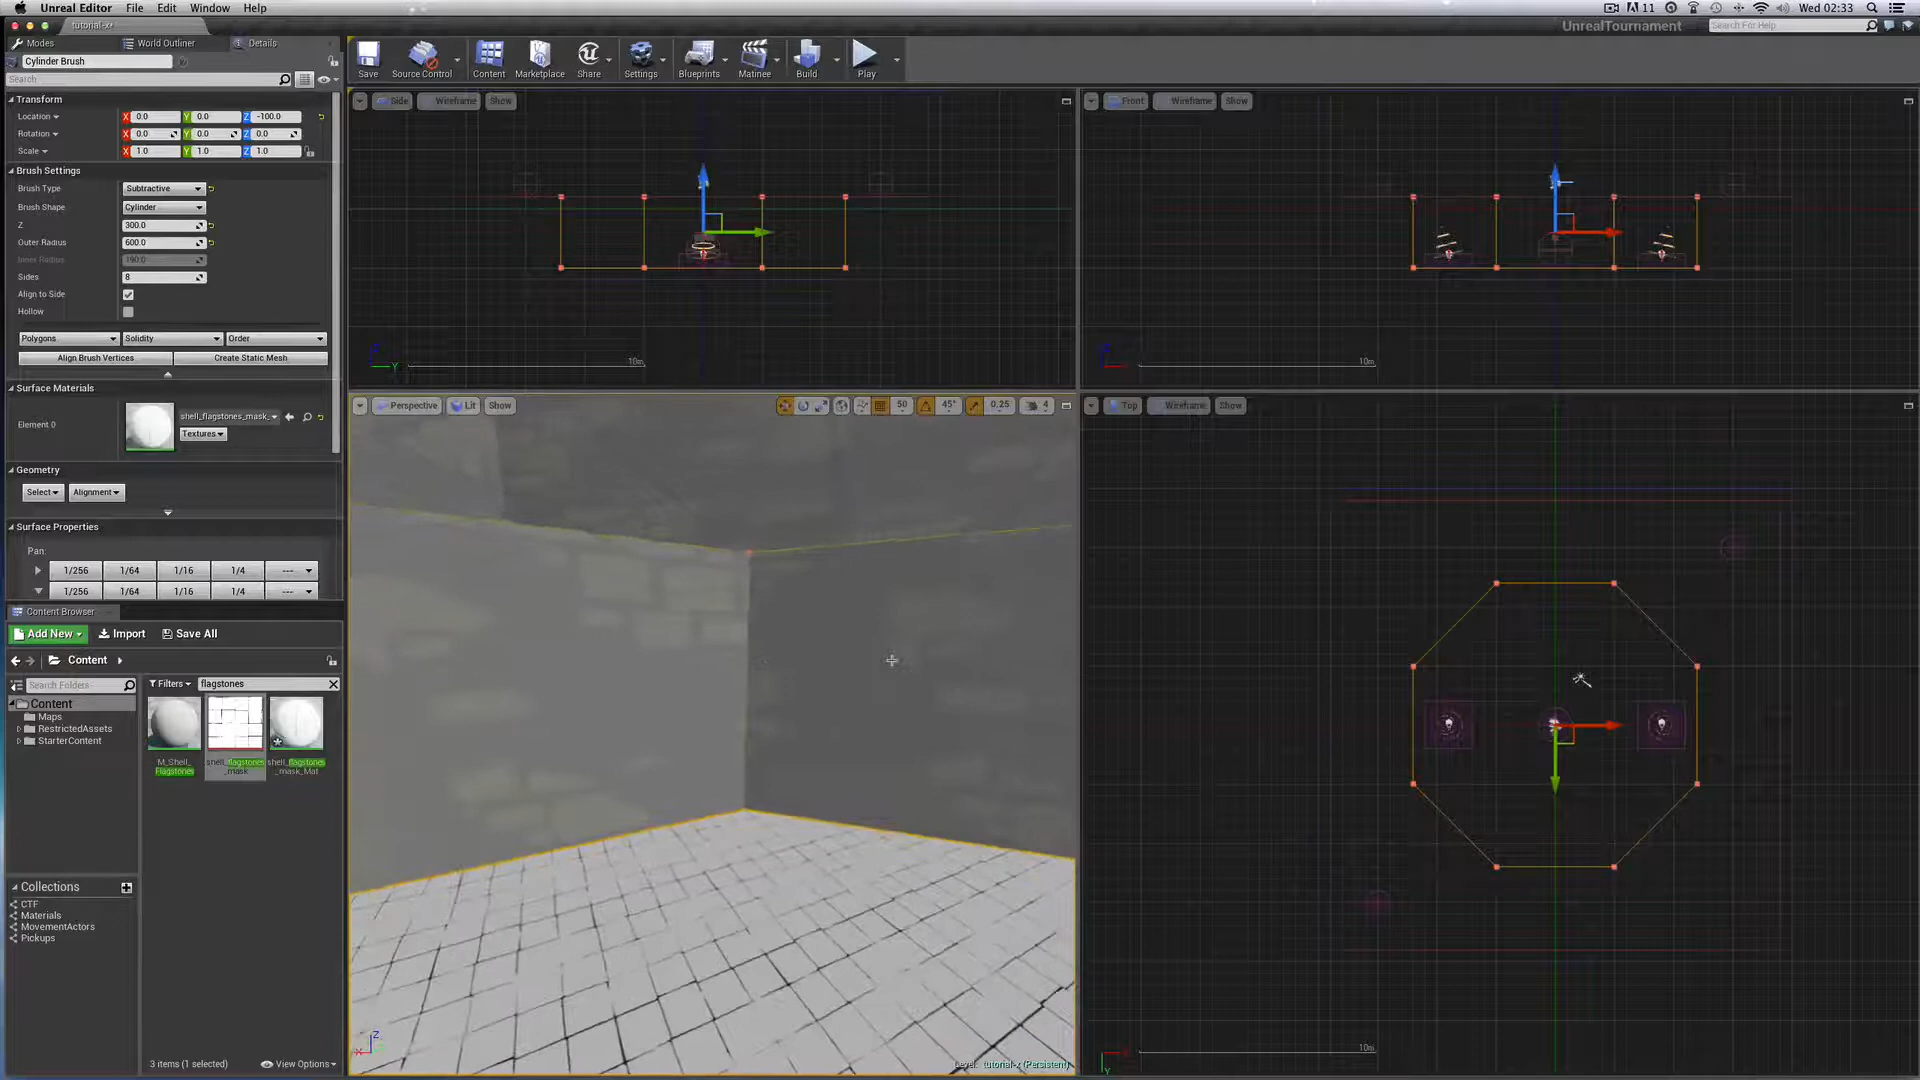 Unreal Editor File Edit Window Help 11 Wed 02:33
tutorial-x* UnrealTournament Search For Help
Modes World Outliner Details
Cylinder Brush
Search
Save Source Control Content Marketplace Share Settings Blueprints Matinee Build Play
Transform
Location X 0.0 Y 0.0 Z -100.0
Rotation X 0.0 Y 0.0 Z 0.0
Scale X 1.0 Y 1.0 Z 1.0
Brush Settings
Brush Type Subtractive
Brush Shape Cylinder
Z 300.0
Outer Radius 600.0
Inner Radius
Sides 8
Align to Side
Hollow
Polygons Solidity Order
Align Brush Vertices Create Static Mesh
Surface Materials
Element 0 shell_flagstones_mask_
Textures
Geometry
Select Alignment
Surface Properties
Pan:
1/256 1/64 1/16 1/4 ---
1/256 1/64 1/16 1/4 ---
Content Browser
Add New Import Save All
Content
Search Folders Filters flagstones
Content
Maps
RestrictedAssets
StarterContent
M_Shell_
Flagstones
shell_flagstones
_mask
shell_flagstones
_mask_Mat
Collections
CTF
Materials
MovementActors
Pickups
3 items (1 selected) View Options
Side Wireframe Show
Z
Y
10m
Front Wireframe Show
10m
Perspective Lit Show 50 45° 0.25 4
Z
X
Level: tutorial-x (Persistent)
Top Wireframe Show
10m
Y